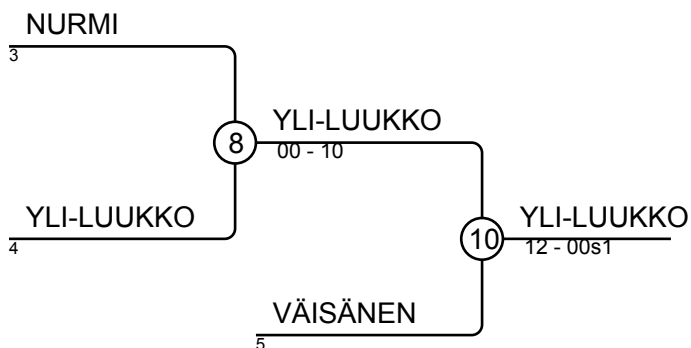 NURMI
3
8
YLI-LUUKKO
00 - 10
YLI-LUUKKO
4
10
YLI-LUUKKO
12 - 00s1
VÄISÄNEN
5